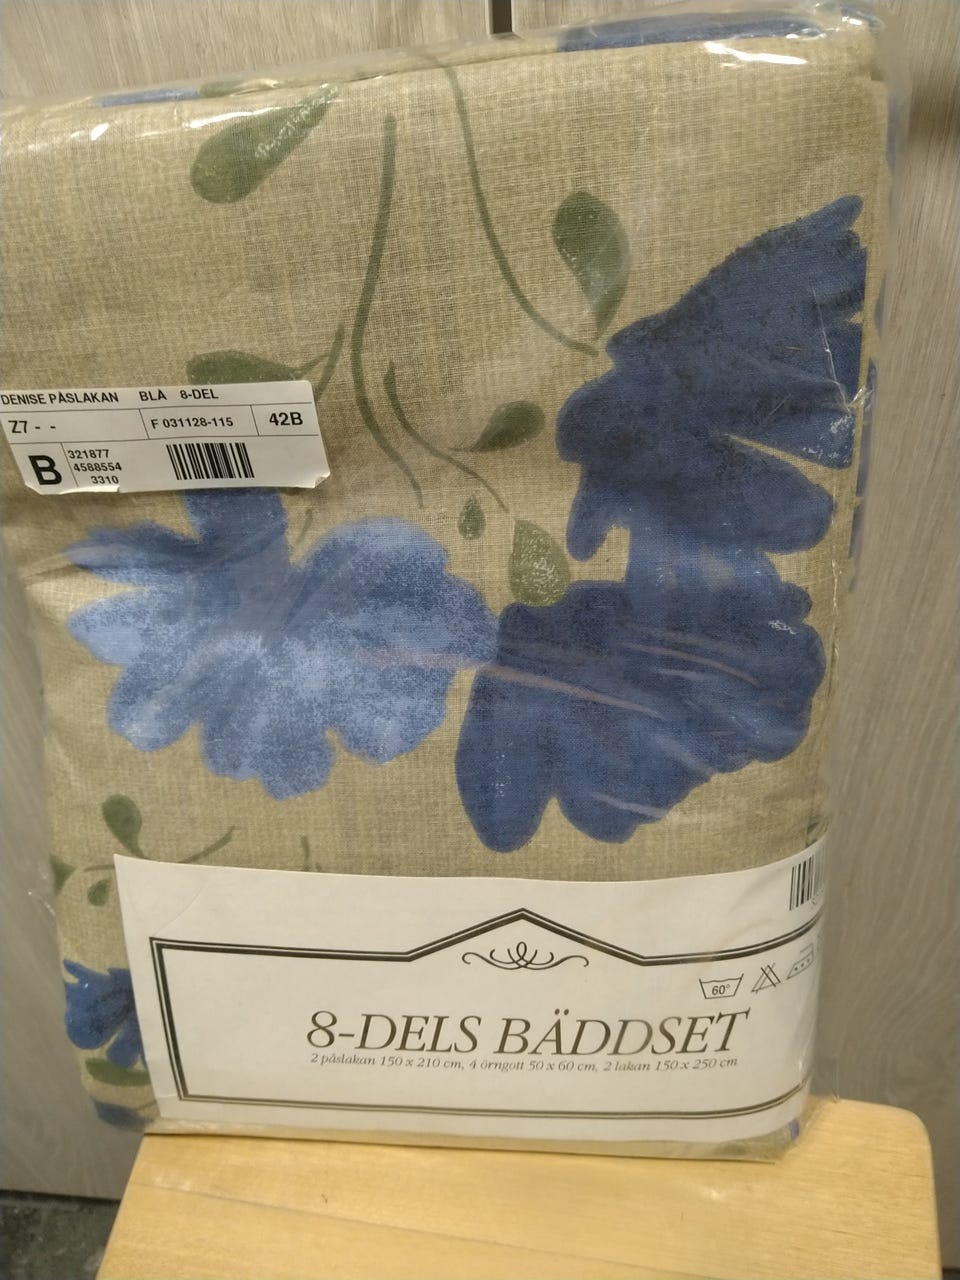 DENISE PÅSLAKAN BLÅ 8-DEL
Z7 - - F 031128-115 42B
B
321877
4588554
3310
60°
8-DELS BÄDDSET
2 påslakan 150 x 210 cm, 4 örngott 50 x 60 cm, 2 lakan 150 x 250 cm